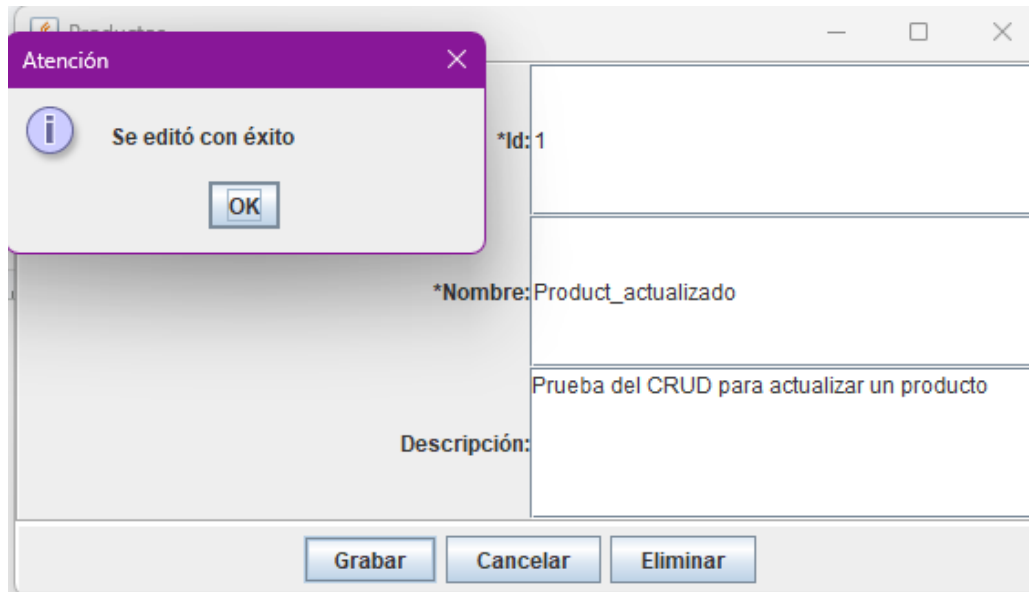 Productos
Atención
Se editó con éxito
OK
*Id: 1
*Nombre: Product_actualizado
Descripción: Prueba del CRUD para actualizar un producto
Grabar Cancelar Eliminar